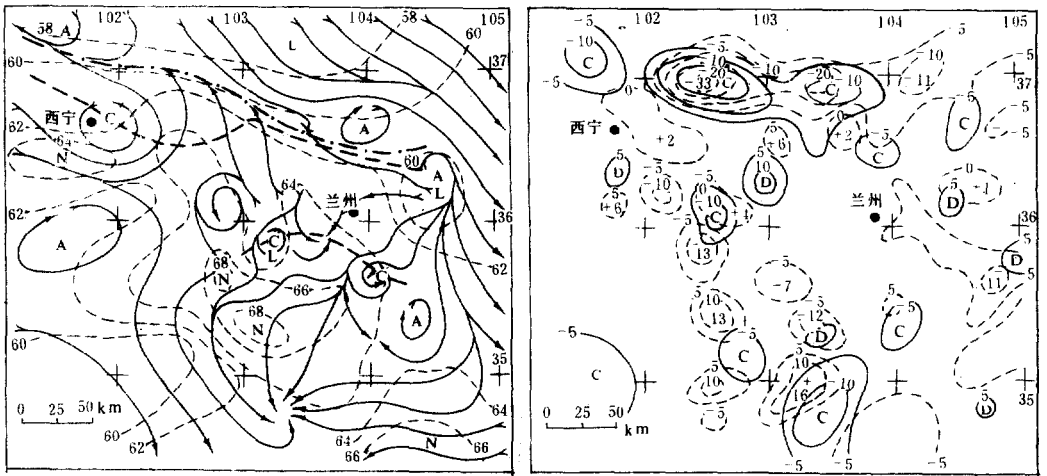 58 A 102 103 104 58 105
60 L 60
37
西宁 C A
62
64
N 60 A
L
64 兰州
62 36
A C
L
68 62
N C
66
68
N A
60
35
0 25 50
km
60 64
62 64 N 66
-5 102 103 104 -5 105
-10 -5
C -10 -10
-20 -20 -5
-5 -33 C C -10 -11 37
0 -5
西宁 0 C
+2 +2 -5
+6 C
5 -5 10
D -10 D 0
5 -5 5 +1
+6 -10 兰州 D
C +4 36
5
13 D
-5 11
-7 5
-5 10 -5
13 -12 5 -5
D C
C 5
C 5 -10
10 + 35
16
-5 C D
0 25 50
km
-5 -5 -5